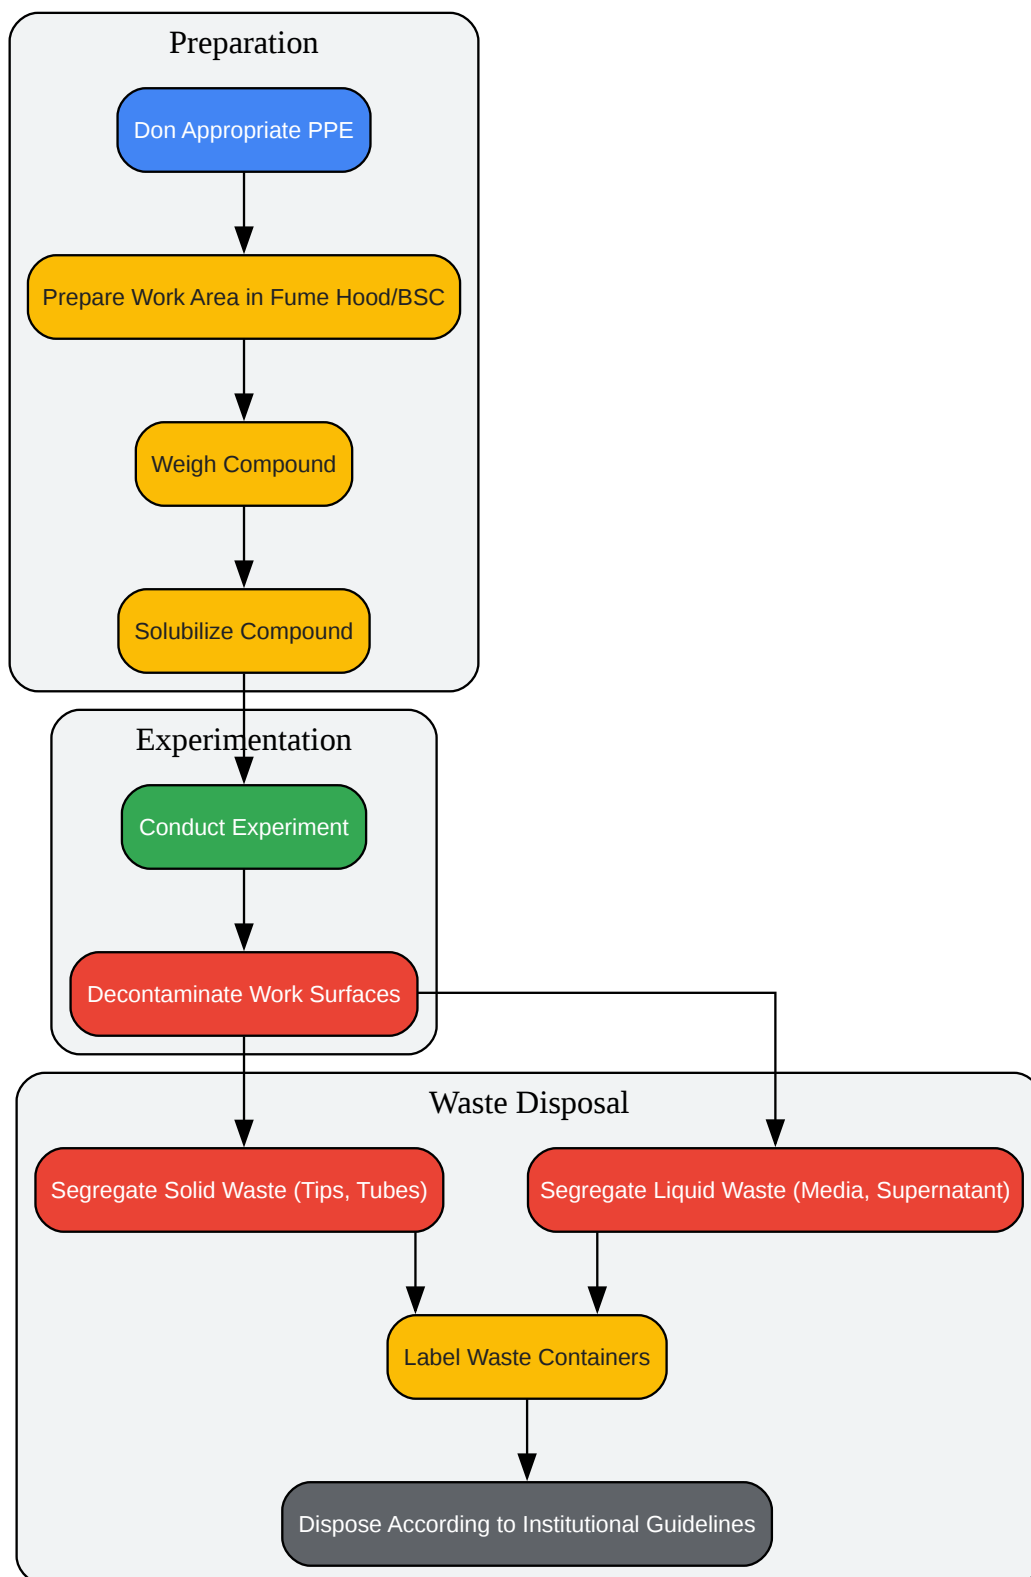 Preparation
Don Appropriate PPE
Prepare Work Area in Fume Hood/BSC
Weigh Compound
Solubilize Compound
Experimentation
Conduct Experiment
Decontaminate Work Surfaces
Waste Disposal
Segregate Solid Waste (Tips, Tubes)
Segregate Liquid Waste (Media, Supernatant)
Label Waste Containers
Dispose According to Institutional Guidelines